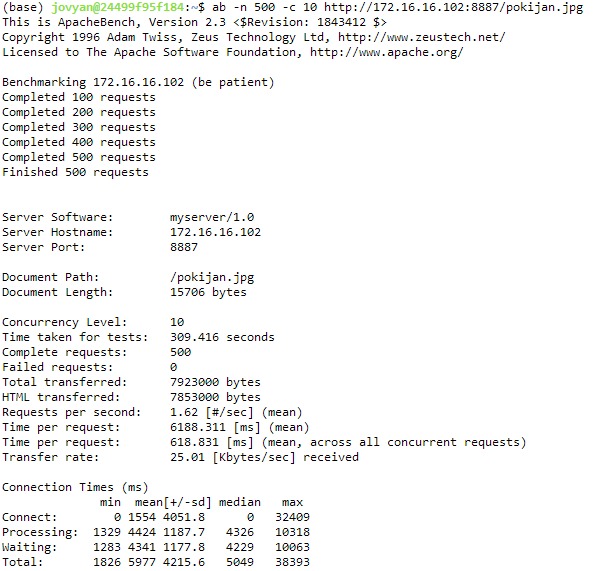 (base) jovyan@24499f95f184:~$ ab -n 500 -c 10 http://172.16.16.102:8887/pokijan.jpg
This is ApacheBench, Version 2.3 <$Revision: 1843412 $>
Copyright 1996 Adam Twiss, Zeus Technology Ltd, http://www.zeustech.net/
Licensed to The Apache Software Foundation, http://www.apache.org/

Benchmarking 172.16.16.102 (be patient)
Completed 100 requests
Completed 200 requests
Completed 300 requests
Completed 400 requests
Completed 500 requests
Finished 500 requests

Server Software:        myserver/1.0
Server Hostname:        172.16.16.102
Server Port:            8887

Document Path:          /pokijan.jpg
Document Length:        15706 bytes

Concurrency Level:      10
Time taken for tests:   309.416 seconds
Complete requests:      500
Failed requests:        0
Total transferred:      7923000 bytes
HTML transferred:       7853000 bytes
Requests per second:    1.62 [#/sec] (mean)
Time per request:       6188.311 [ms] (mean)
Time per request:       618.831 [ms] (mean, across all concurrent requests)
Transfer rate:          25.01 [Kbytes/sec] received

Connection Times (ms)
              min  mean[+/-sd] median   max
Connect:        0 1554 4051.8      0   32409
Processing:  1329 4424 1187.7   4326   10318
Waiting:     1283 4341 1177.8   4229   10063
Total:       1826 5977 4215.6   5049   38393